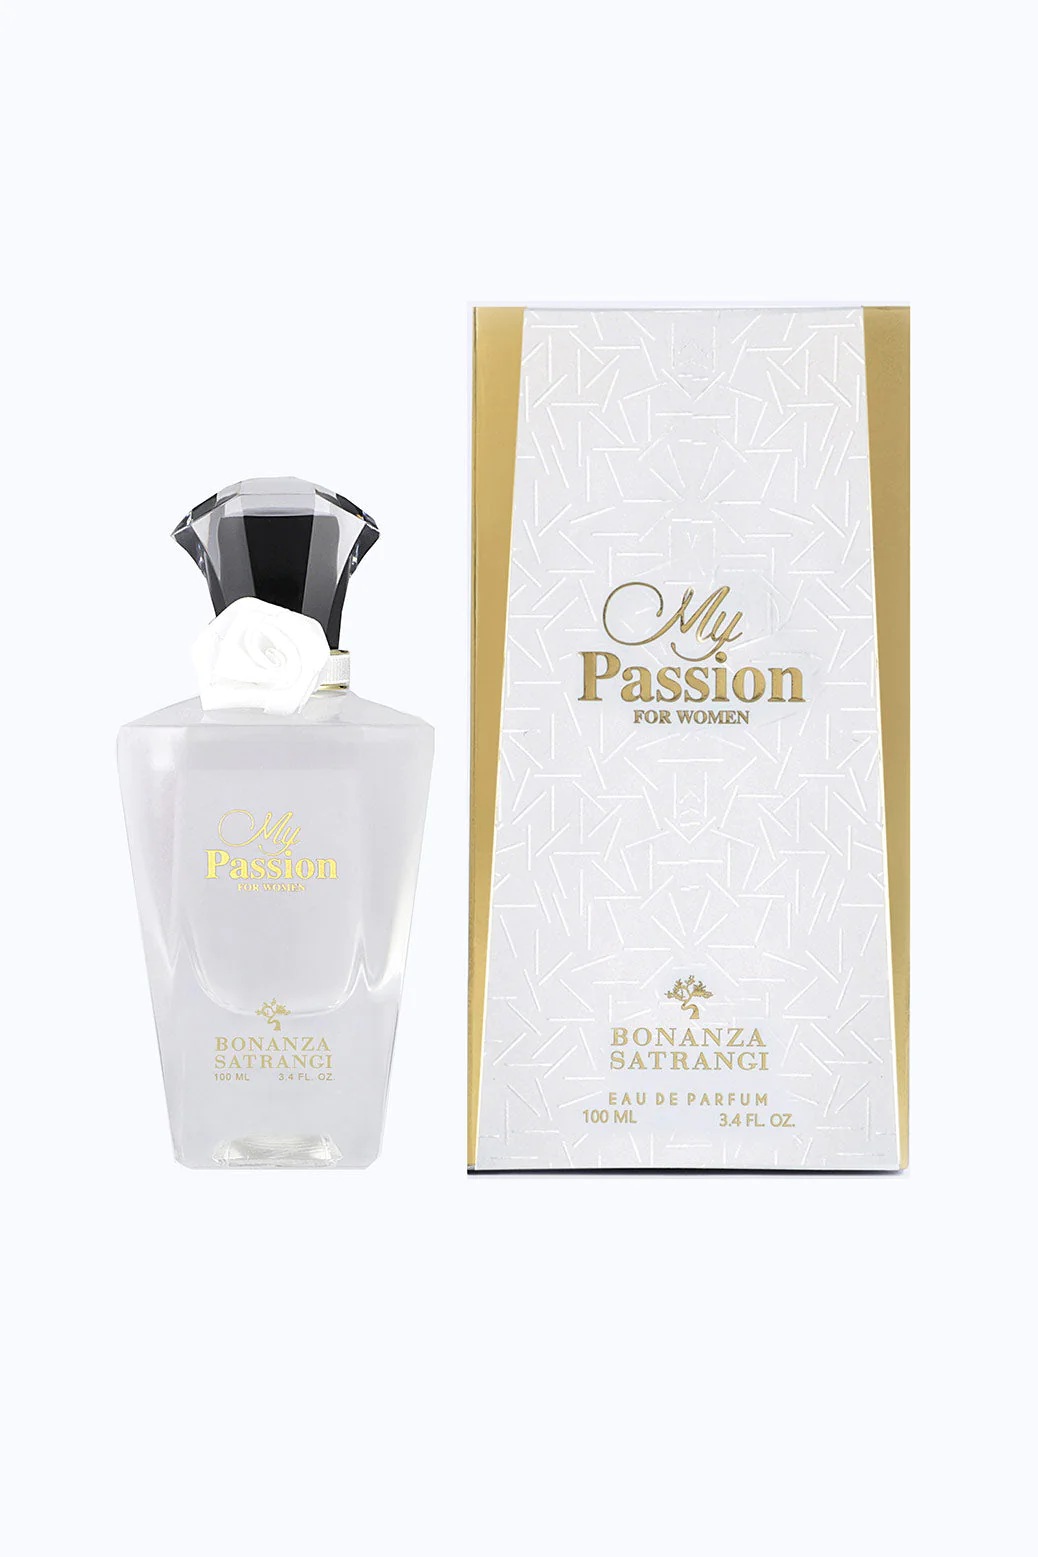 My
Passion
FOR WOMEN
BONANZA
SATRANGI
100 ML 3.4 FL. OZ.
My
Passion
FOR WOMEN
BONANZA
SATRANGI
EAU DE PARFUM
100 ML 3.4 FL. OZ.